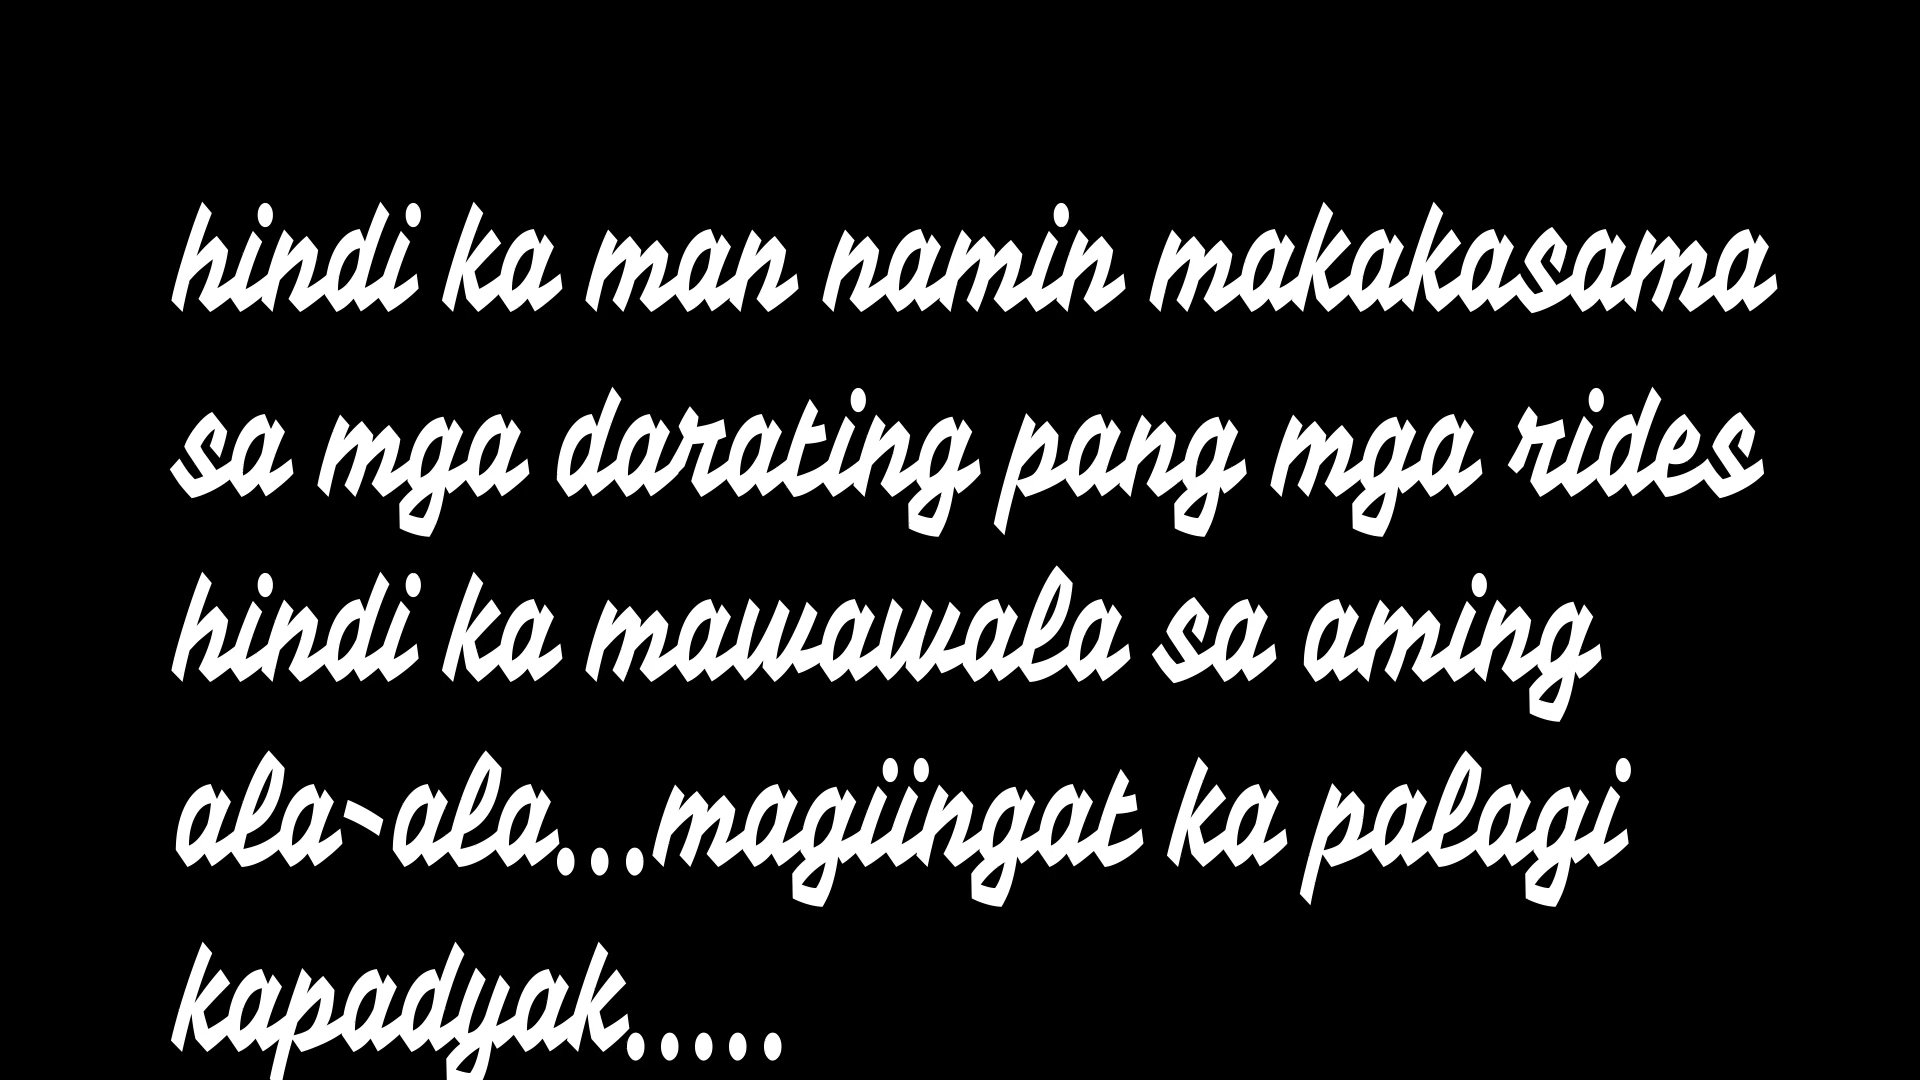 hindi ka man namin makakasama
sa mga darating pang mga rides
hindi ka mawawala sa aming
ala-ala...magiingat ka palagi
kapadyak.....